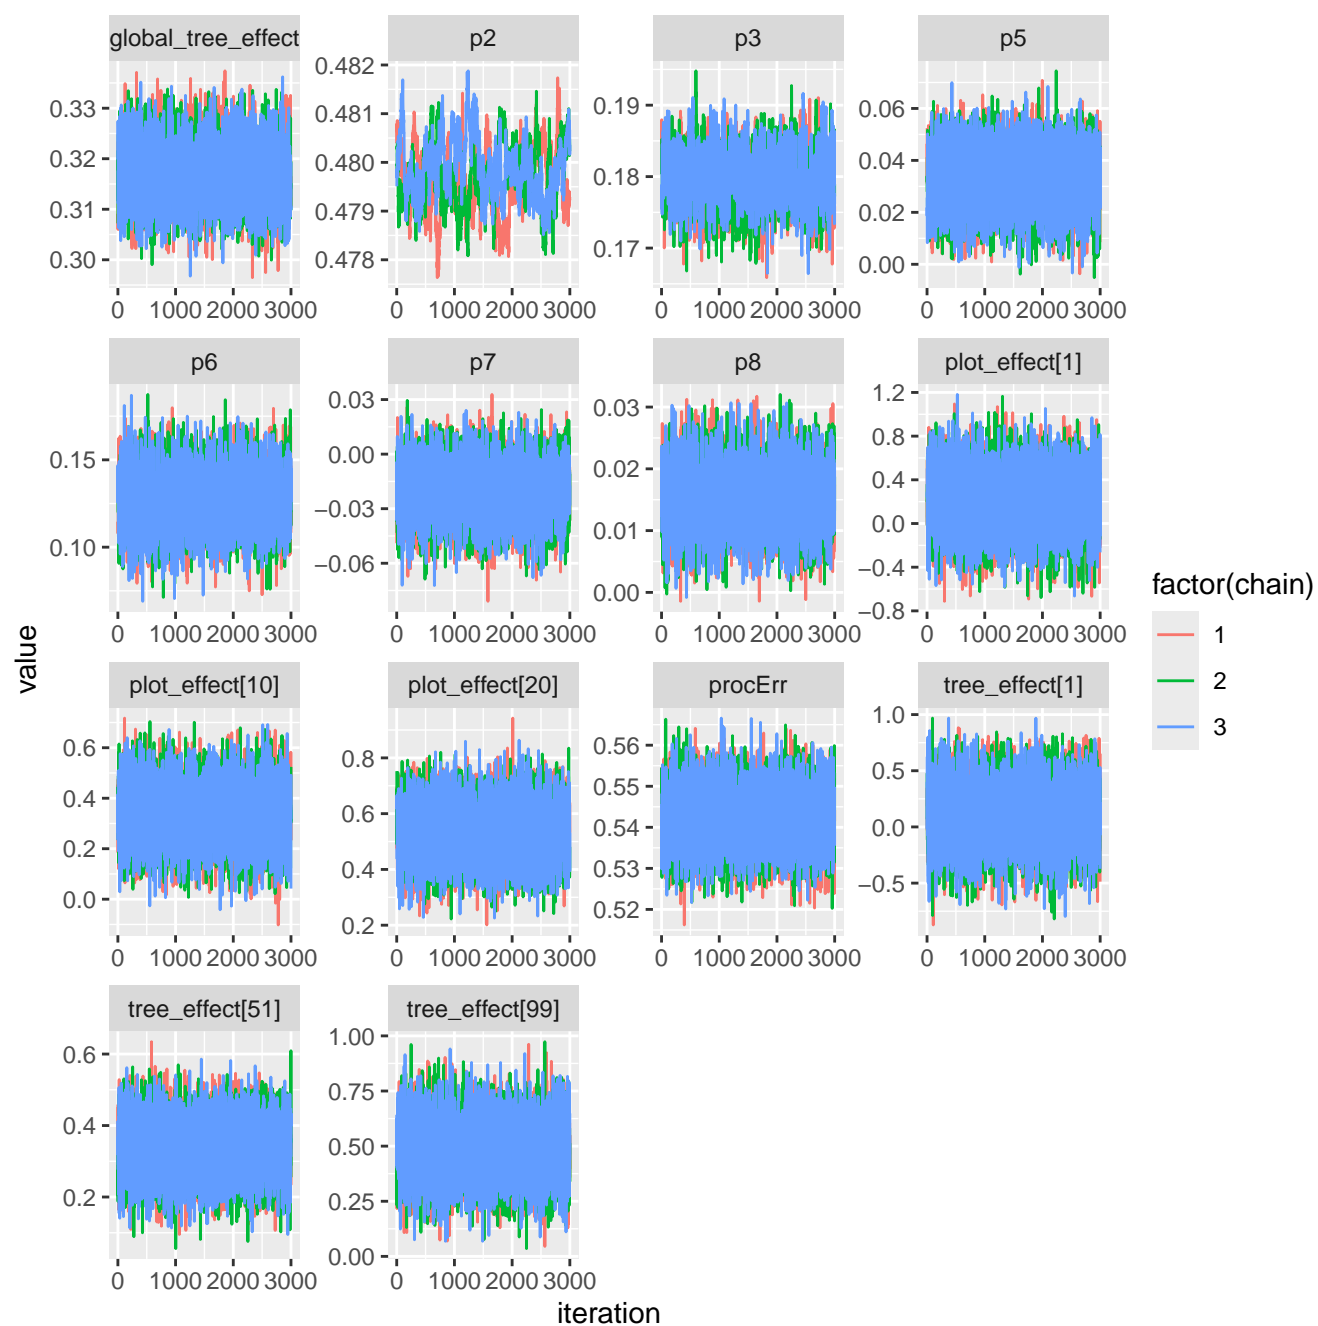 global_tree_effect p2 p3 p5
0.33 0.32 0.31 0.30
0.482 0.481 0.480 0.479 0.478
0.19 0.18 0.17
0.06 0.04 0.02 0.00
0 1000 2000 3000 0 1000 2000 3000 0 1000 2000 3000 0 1000 2000 3000
p6 p7 p8 plot_effect[1]
0.15 0.10
0.03 0.00 −0.03 −0.06
0.03 0.02 0.01 0.00
1.2 0.8 0.4 0.0 −0.4 −0.8
0 1000 2000 3000 0 1000 2000 3000 0 1000 2000 3000 0 1000 2000 3000
plot_effect[10] plot_effect[20] procErr tree_effect[1]
0.6 0.4 0.2 0.0
0.8 0.6 0.4 0.2
0.56 0.55 0.54 0.53 0.52
1.0 0.5 0.0 −0.5
0 1000 2000 3000 0 1000 2000 3000 0 1000 2000 3000 0 1000 2000 3000
tree_effect[51] tree_effect[99]
0.6 0.4 0.2
1.00 0.75 0.50 0.25 0.00
0 1000 2000 3000 0 1000 2000 3000
value
iteration
factor(chain)
1
2
3